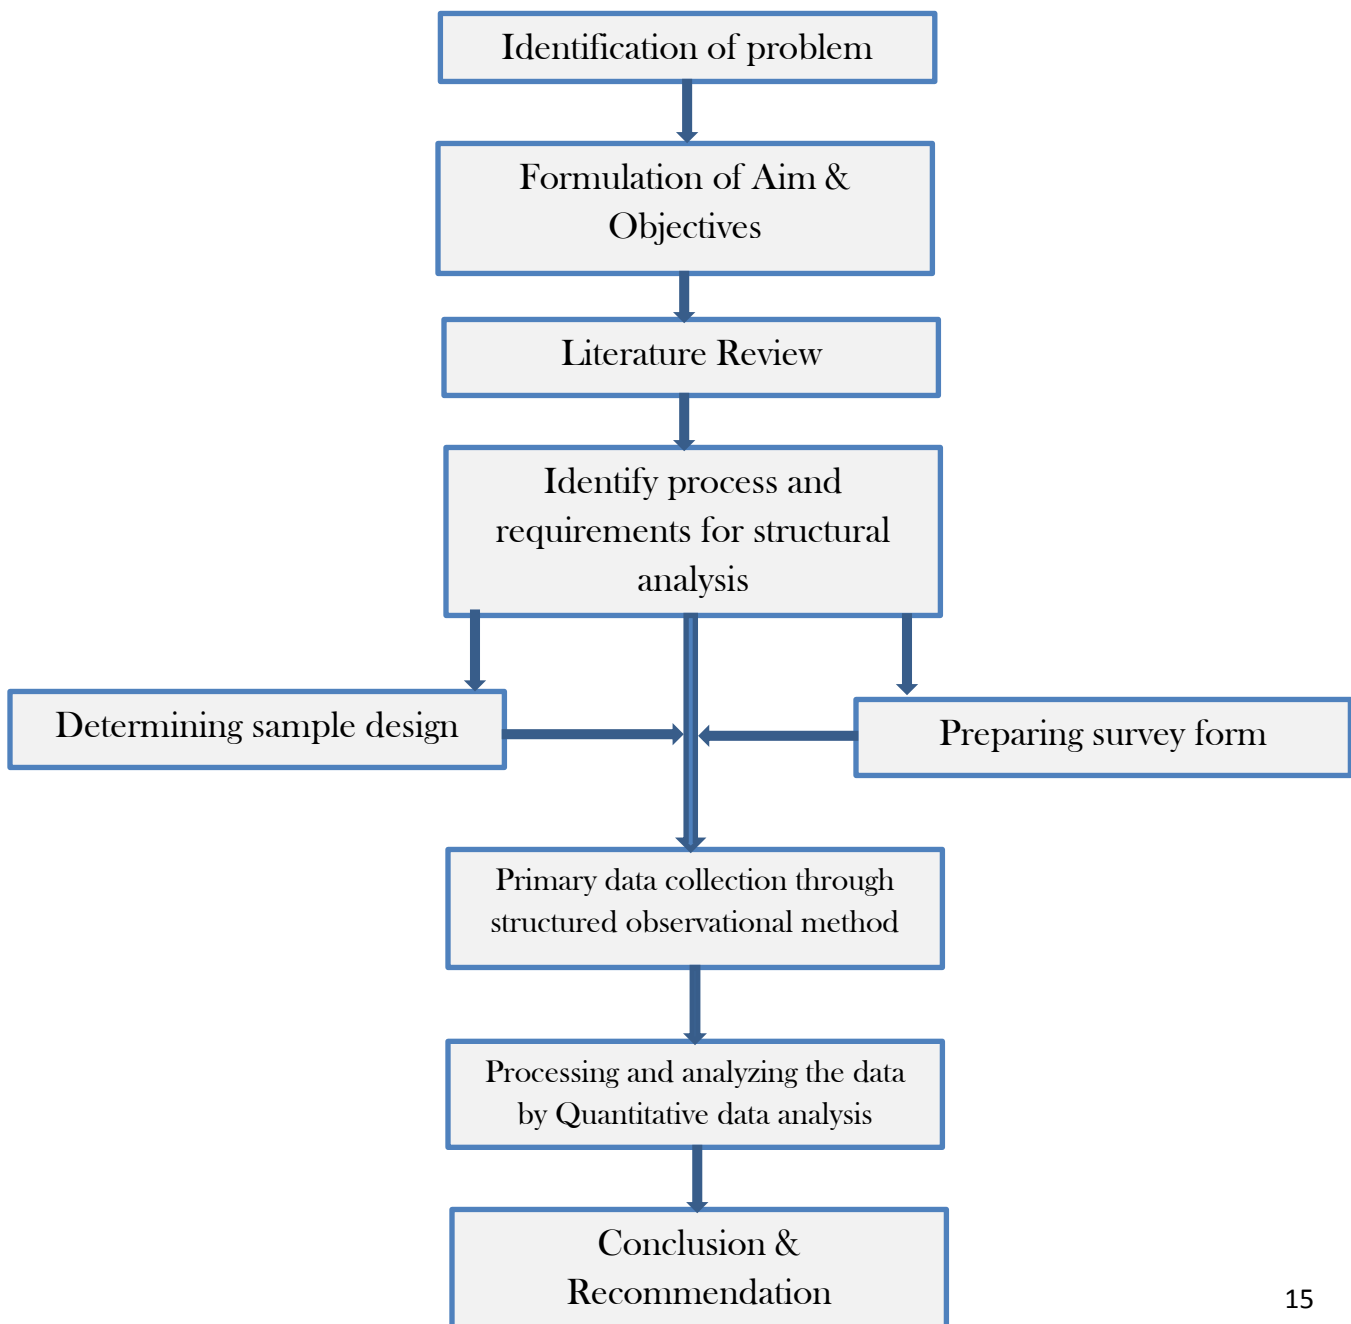 Identification of problem
Formulation of Aim &
Objectives
Literature Review
Identify process and
requirements for structural
analysis
Determining sample design
Preparing survey form
Primary data collection through
structured observational method
Processing and analyzing the data
by Quantitative data analysis
Conclusion &
Recommendation
15